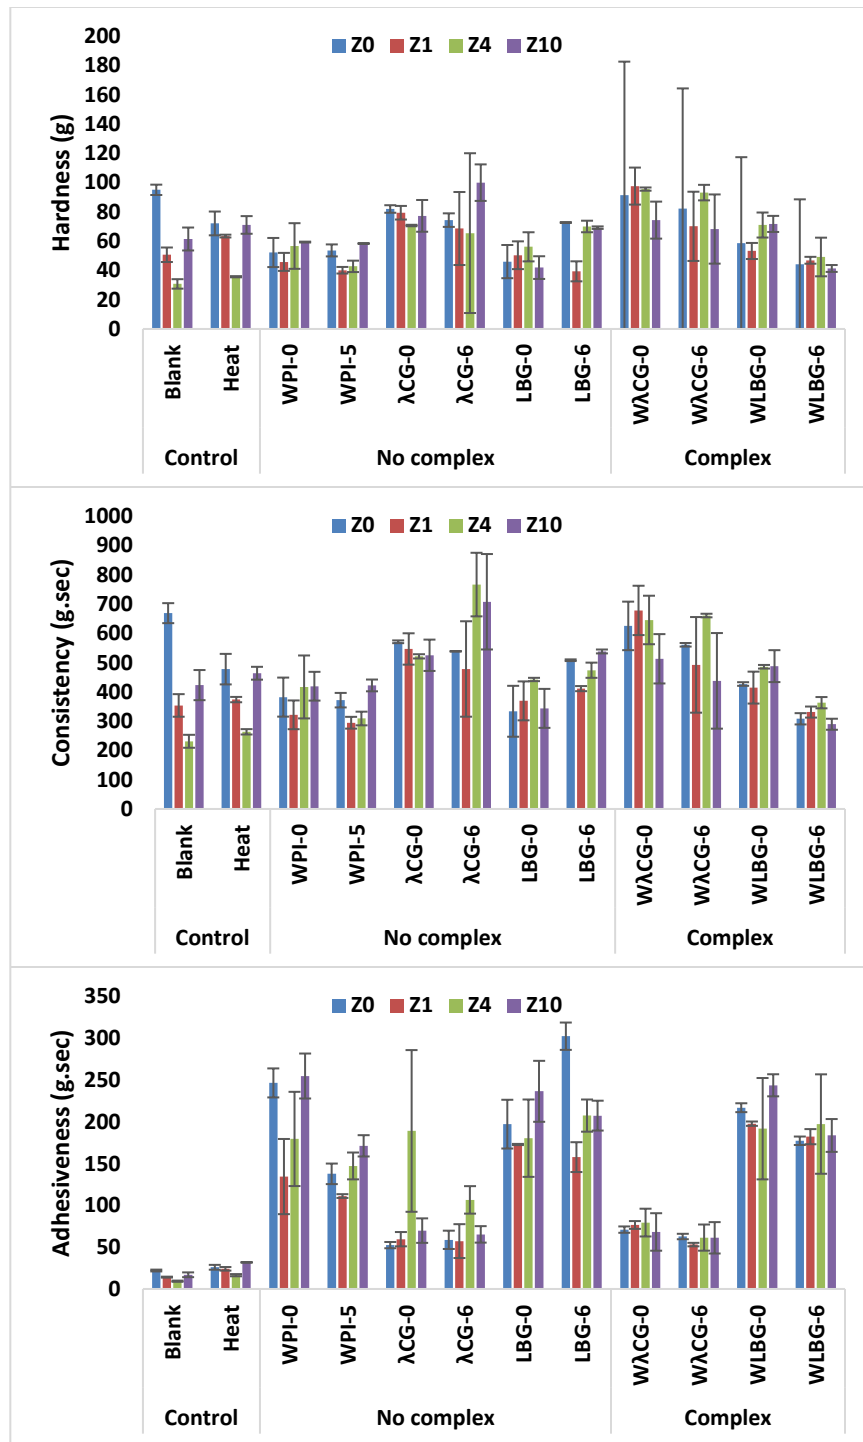 Hardness (g)
200
180
160
140
120
100
80
60
40
20
0
Z0 Z1 Z4 Z10
Blank Heat WPI-0 WPI-5 λCG-0 λCG-6 LBG-0 LBG-6 WλCG-0 WλCG-6 WLBG-0 WLBG-6
Control No complex Complex
Consistency (g.sec)
1000
900
800
700
600
500
400
300
200
100
0
Z0 Z1 Z4 Z10
Blank Heat WPI-0 WPI-5 λCG-0 λCG-6 LBG-0 LBG-6 WλCG-0 WλCG-6 WLBG-0 WLBG-6
Control No complex Complex
Adhesiveness (g.sec)
350
300
250
200
150
100
50
0
Z0 Z1 Z4 Z10
Blank Heat WPI-0 WPI-5 λCG-0 λCG-6 LBG-0 LBG-6 WλCG-0 WλCG-6 WLBG-0 WLBG-6
Control No complex Complex